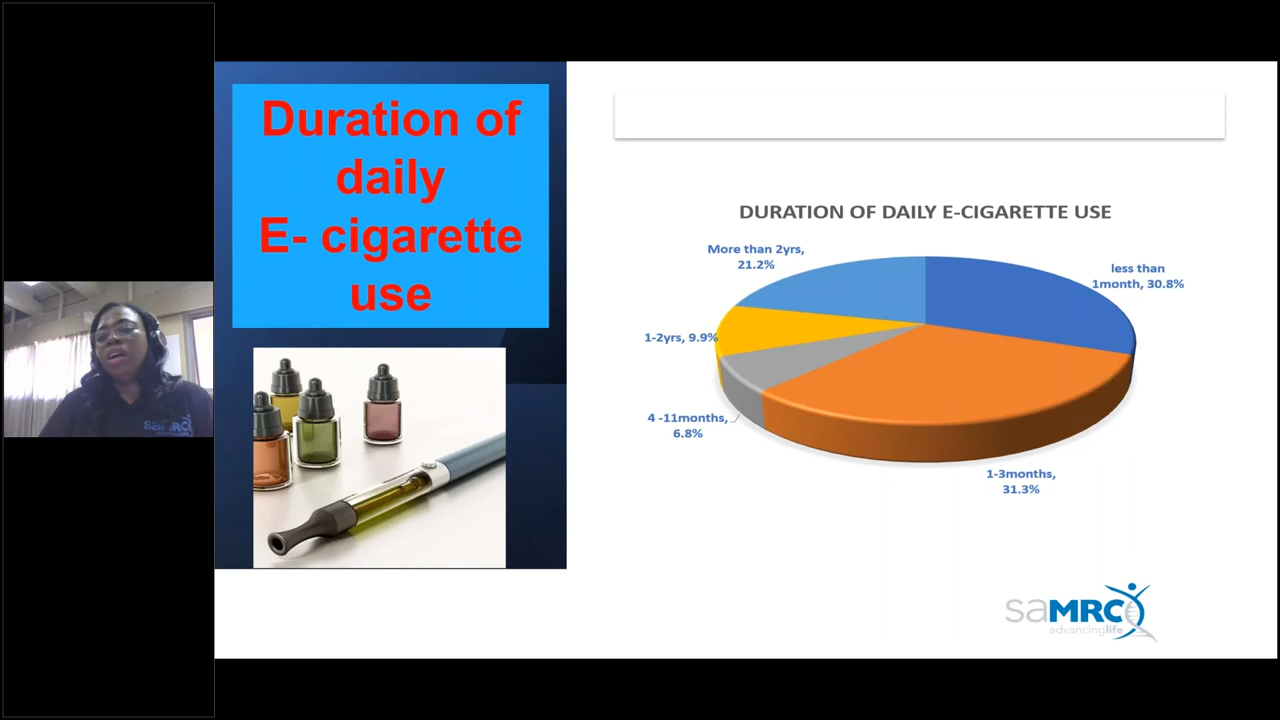 Duration of
daily
E- cigarette
use
DURATION OF DAILY E-CIGARETTE USE
More than 2yrs,
21.2%
less than
1month, 30.8%
1-2yrs, 9.9%
4 -11months,
6.8%
1-3months,
31.3%
saMRC
advancinglife
saMRC